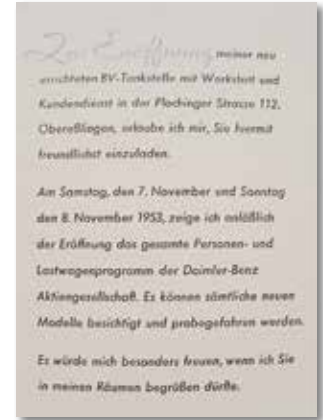 Zur Eröffnung meiner neu
errichteten BV-Tankstelle mit Werkstatt und
Kundendienst in der Plochinger Strasse 112,
Obereßlingen, erlaube ich mir, Sie hiermit
freundlichst einzuladen.
Am Samstag, den 7. November und Sonntag
den 8. November 1953, zeige ich anläßlich
der Eröffnung das gesamte Personen- und
Lastwagenprogramm der Daimler-Benz
Aktiengesellschaft. Es können sämtliche neuen
Modelle besichtigt und probegefahren werden.
Es würde mich besonders freuen, wenn ich Sie
in meinen Räumen begrüßen dürfte.